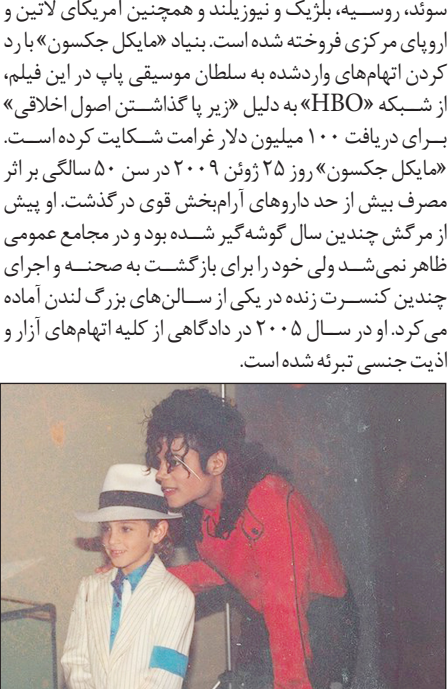 سوئد، روسیه، بلژیک و نیوزیلند و همچنین آمریکای لاتین و
اروپای مرکزی فروخته شده است. بنیاد «مایکل جکسون» با رد
کردن اتهام‌های واردشده به سلطان موسیقی پاپ در این فیلم،
از شبکه «HBO» به دلیل «زیر پا گذاشتن اصول اخلاقی»
برای دریافت ۱۰۰ میلیون دلار غرامت شکایت کرده است.
«مایکل جکسون» روز ۲۵ ژوئن ۲۰۰۹ در سن ۵۰ سالگی بر اثر
مصرف بیش از حد داروهای آرام‌بخش قوی درگذشت. او پیش
از مرگش چندین سال گوشه‌گیر شده بود و در مجامع عمومی
ظاهر نمی‌شد ولی خود را برای بازگشت به صحنه و اجرای
چندین کنسرت زنده در یکی از سالن‌های بزرگ لندن آماده
می‌کرد. او در سال ۲۰۰۵ در دادگاهی از کلیه اتهام‌های آزار و
اذیت جنسی تبرئه شده است.